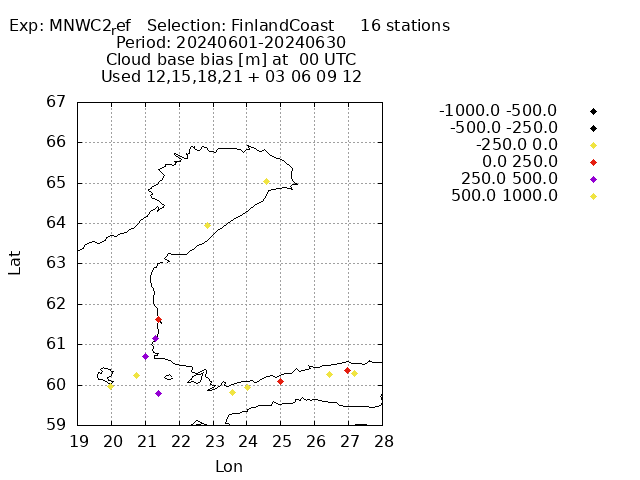 Exp: MNWC2ref Selection: FinlandCoast 16 stations
Period: 20240601-20240630
Cloud base bias [m] at 00 UTC
Used 12,15,18,21 + 03 06 09 12
-1000.0 -500.0
-500.0 -250.0
-250.0 0.0
0.0 250.0
250.0 500.0
500.0 1000.0
67
66
65
64
63
62
61
60
59
Lat
19 20 21 22 23 24 25 26 27 28
Lon